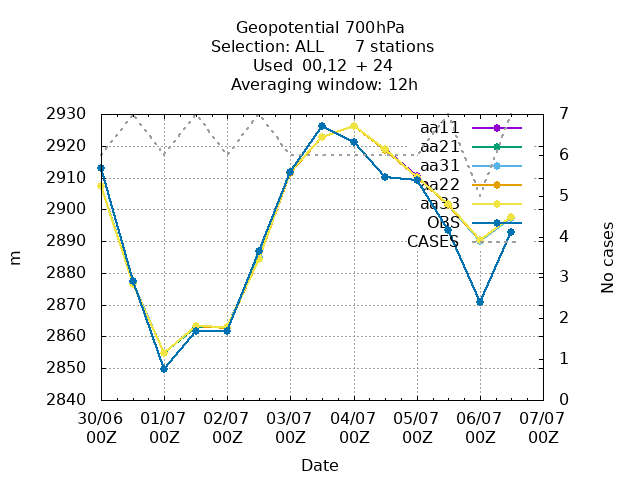 Geopotential 700hPa
Selection: ALL 7 stations
Used 00,12 + 24
Averaging window: 12h
2930
2920
2910
2900
2890
2880
2870
2860
2850
2840
m
7
6
5
4
3
2
1
0
No cases
aa11
aa21
aa31
aa22
aa33
OBS
CASES
30/06 01/07 02/07 03/07 04/07 05/07 06/07 07/07
00Z 00Z 00Z 00Z 00Z 00Z 00Z 00Z
Date